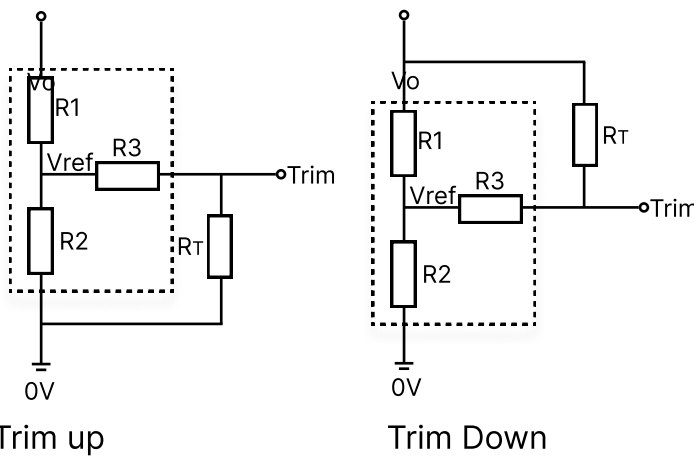 Vo
R1
R3
Vref
Trim
R2
RT
0V
Trim up
Vo
R1
RT
R3
Vref
Trim
R2
0V
Trim Down